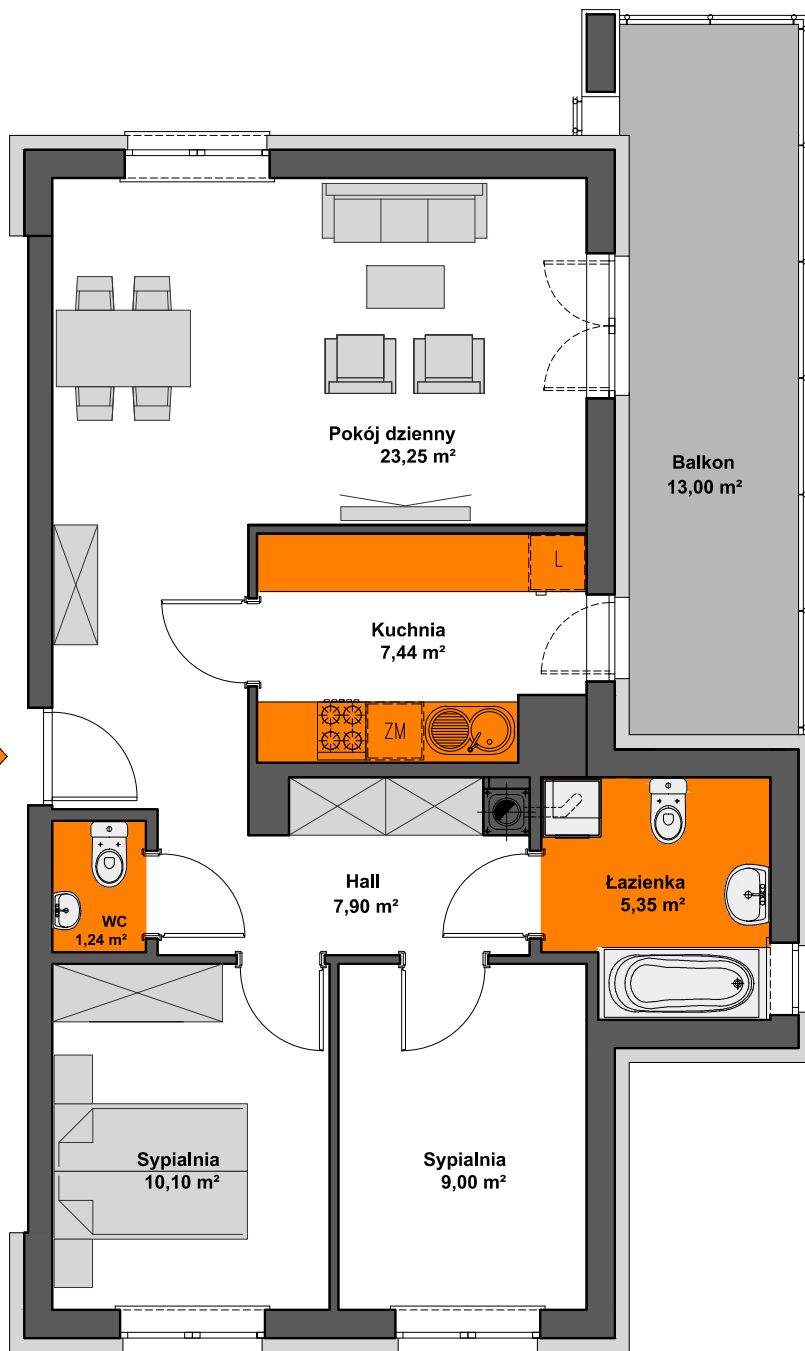 Pokój dzienny
23,25 m²
Balkon
13,00 m²
L
Kuchnia
7,44 m²
ZM
Hall
7,90 m²
Łazienka
5,35 m²
WC
1,24 m²
Sypialnia
10,10 m²
Sypialnia
9,00 m²